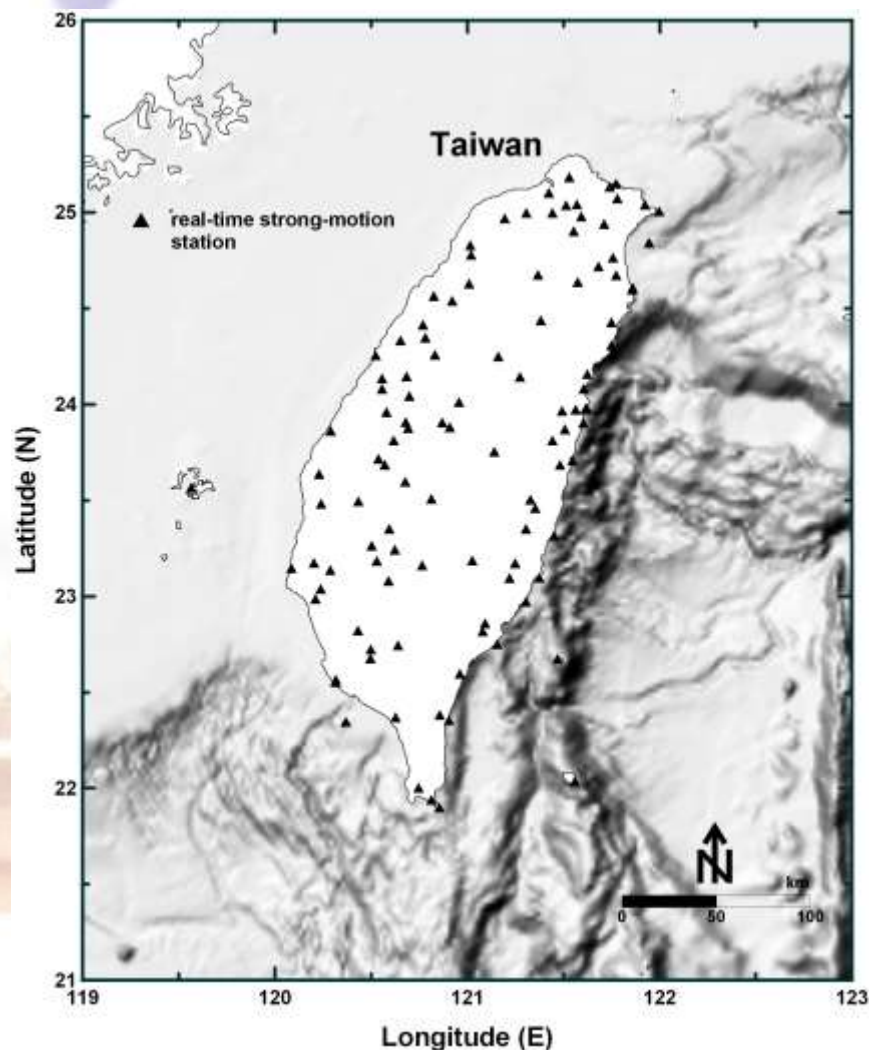 26
25
24
23
22
21
Latitude (N)
Taiwan
real-time strong-motion
station
N
km
0
50
100
119
120
121
122
123
Longitude (E)